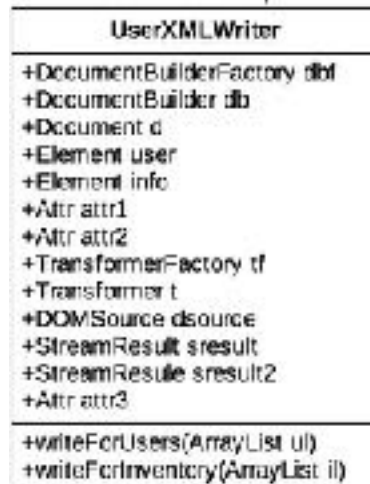 UserXMLWriter
+DocumentBuilderFactory dbf
+DocumentBuilder db
+Document d
+Element user
+Element info
+Attr attr1
+Attr attr2
+TransformerFactory tf
+Transformer t
+DOMSource dsource
+StreamResult sresult
+StreamResule sresult2
+Attr attr3
+writeForUsers(ArrayList ul)
+writeForInventory(ArrayList il)